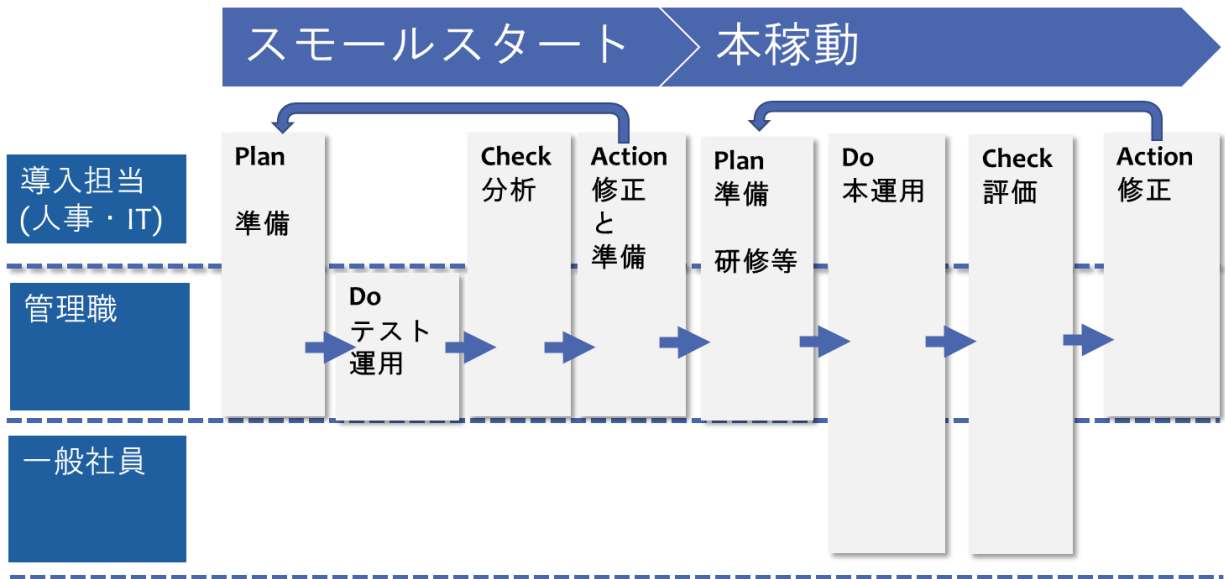 スモールスタート
本稼動
導入担当
(人事・IT)
管理職
一般社員
Plan
準備
Do
テスト
運用
Check
分析
Action
修正
と
準備
Plan
準備
研修等
Do
本運用
Check
評価
Action
修正